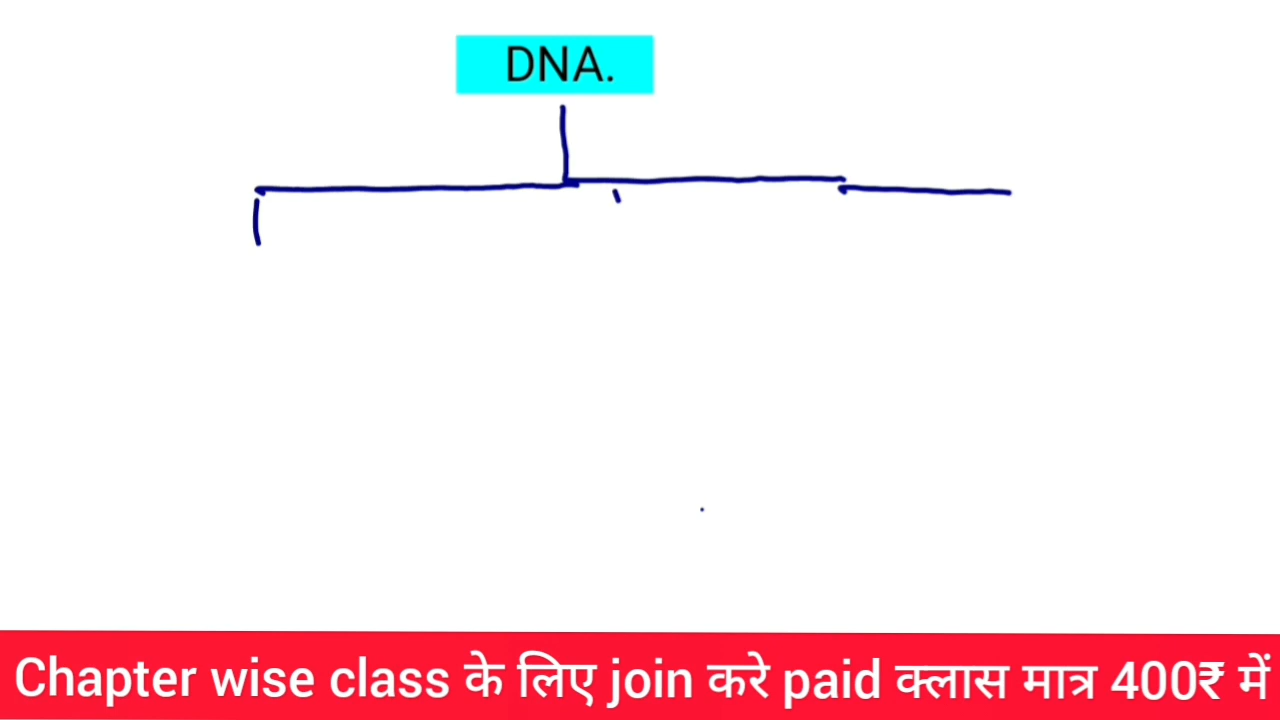 DNA.
Chapter wise class के लिए join करे paid क्लास मात्र 400₹ में